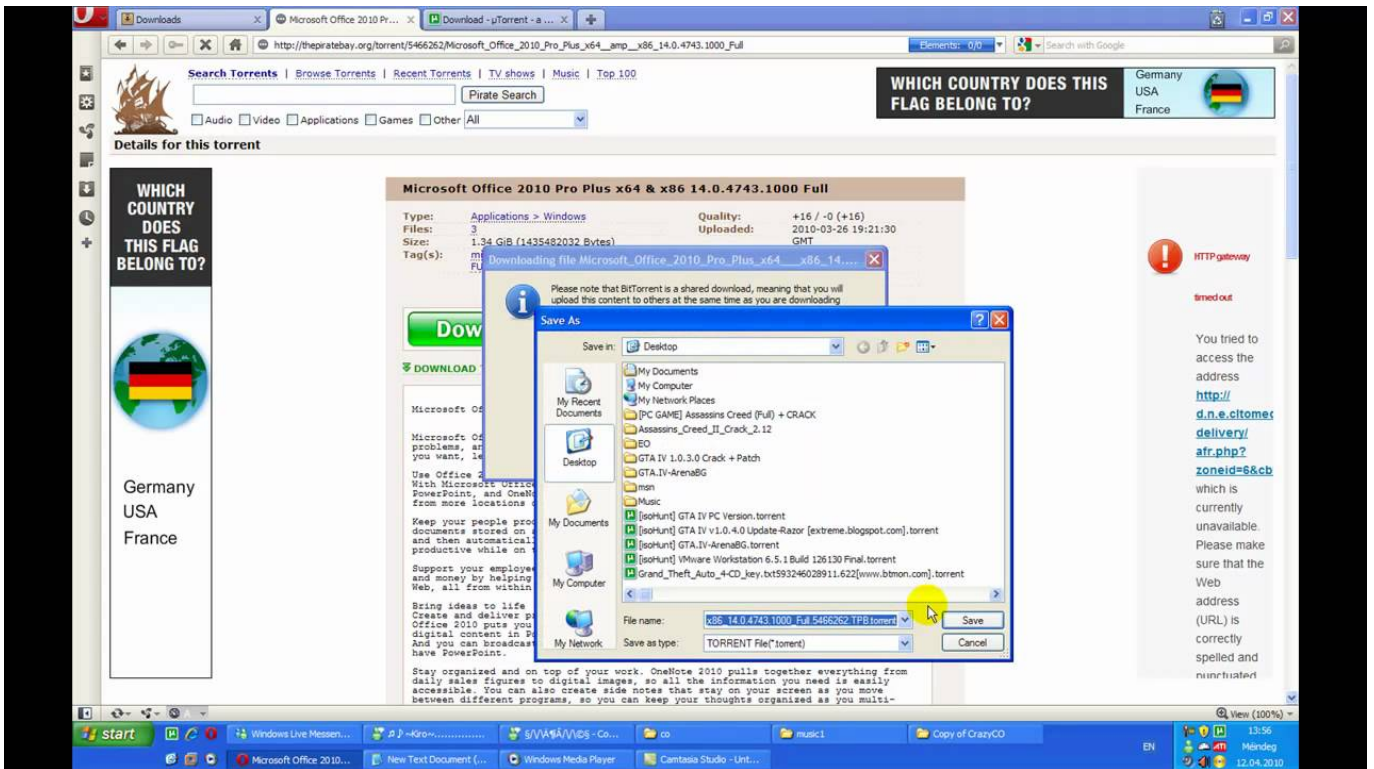 Downloads
Microsoft Office 2010 Pr...
Download - µTorrent - a ...
http://thepiratebay.org/torrent/5466262/Microsoft_Office_2010_Pro_Plus_x64__amp__x86_14.0.4743.1000_Full
Elements: 0/0
Search with Google
Search Torrents | Browse Torrents | Recent Torrents | TV shows | Music | Top 100
Pirate Search
Audio Video Applications Games Other All
WHICH COUNTRY DOES THIS
FLAG BELONG TO?
Germany
USA
France
Details for this torrent
WHICH
COUNTRY
DOES
THIS FLAG
BELONG TO?
Germany
USA
France
Microsoft Office 2010 Pro Plus x64 & x86 14.0.4743.1000 Full
Type: Applications > Windows
Files: 3
Size: 1.34 GiB (1435482032 Bytes)
Tag(s):
Quality: +16 / -0 (+16)
Uploaded: 2010-03-26 19:21:30
GMT
Downloading file Microsoft_Office_2010_Pro_Plus_x64___x86_14....
Please note that BitTorrent is a shared download, meaning that you will
upload this content to others at the same time as you are downloading
Dow
DOWNLOAD
Save As
Save in: Desktop
My Recent
Documents
Desktop
My Documents
My Computer
My Network
My Documents
My Computer
My Network Places
[PC GAME] Assassins Creed (Full) + CRACK
Assassins_Creed_II_Crack_2.12
EO
GTA IV 1.0.3.0 Crack + Patch
GTA.IV-ArenaBG
msn
Music
[isoHunt] GTA IV PC Version.torrent
[isoHunt] GTA IV v1.0.4.0 Update-Razor [extreme.blogspot.com].torrent
[isoHunt] GTA.IV-ArenaBG.torrent
[isoHunt] VMware Workstation 6.5.1 Build 126130 Final.torrent
Grand_Theft_Auto_4-CD_key.txt593246028911.622[www.btmon.com].torrent
File name: x86_14.0.4743.1000_Full.5466262.TPB.torrent
Save
Save as type: TORRENT File(*.torrent)
Cancel
Microsoft Of
Microsoft Of
problems, an
you want, le
Use Office 2
With Microsoft Office
PowerPoint, and OneNo
from more locations
Keep your people prod
documents stored on
and then automatical
productive while on
Support your employee
and money by helping
Web, all from within
Bring ideas to life
Create and deliver p
Office 2010 puts you
digital content in P
And you can broadcast
have PowerPoint.
Stay organized and on top of your work. OneNote 2010 pulls together everything from
daily sales figures to digital images, so all the information you need is easily
accessible. You can also create side notes that stay on your screen as you move
between different programs, so you can keep your thoughts organized as you multi-
HTTP gateway
timed out
You tried to
access the
address
http://
d.n.e.cltomec
delivery/
afr.php?
zoneid=6&cb
which is
currently
unavailable.
Please make
sure that the
Web
address
(URL) is
correctly
spelled and
punctuated
View (100%)
start
Windows Live Messen...
co
music1
Copy of CrazyCO
Microsoft Office 2010...
New Text Document (...
Windows Media Player
Camtasia Studio - Unt...
EN
13:56
Méndeg
12.04.2010